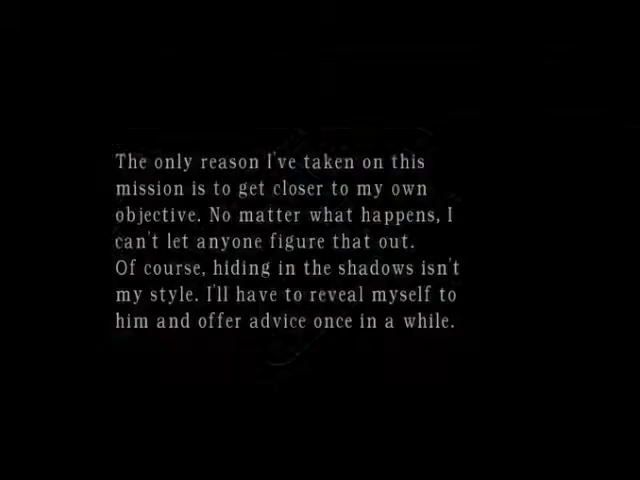 The only reason I've taken on this
mission is to get closer to my own
objective. No matter what happens, I
can't let anyone figure that out.
Of course, hiding in the shadows isn't
my style. I'll have to reveal myself to
him and offer advice once in a while.